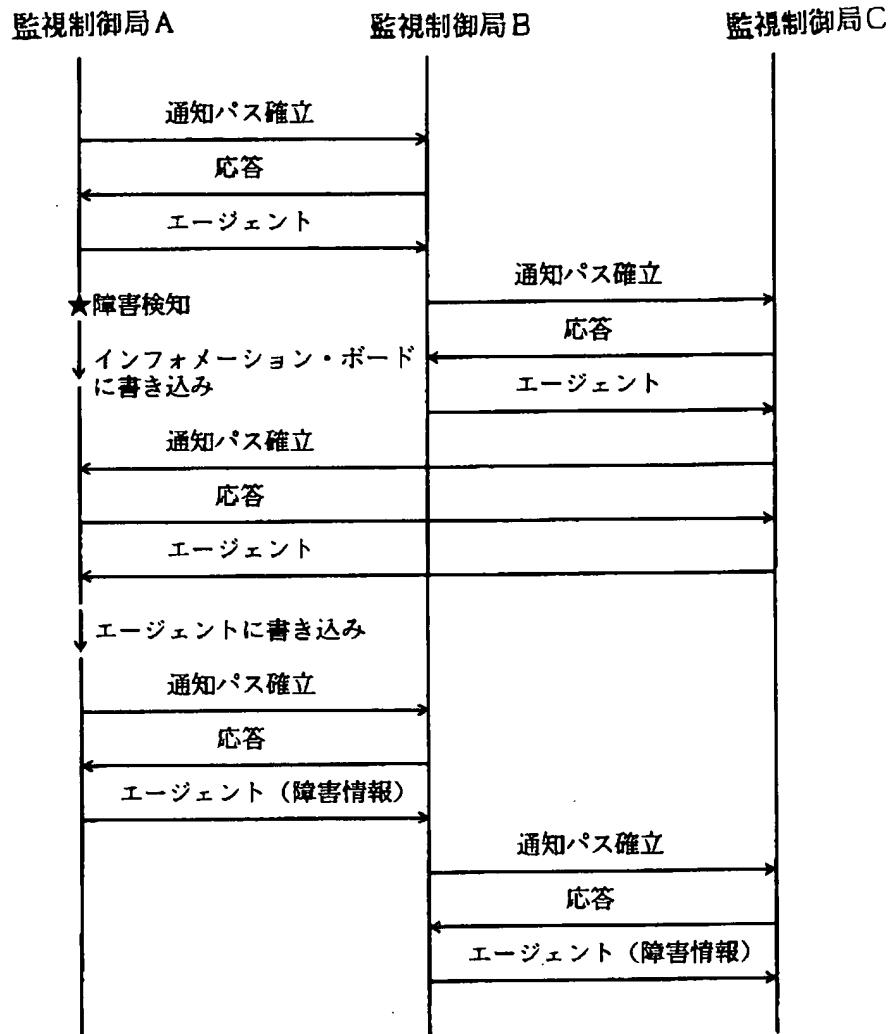 監視制御局A
監視制御局B
監視制御局C
通知パス確立
応答
エージェント
通知パス確立
★障害検知
応答
インフォメーション・ボード
に書き込み
エージェント
通知パス確立
応答
エージェント
エージェントに書き込み
通知パス確立
応答
エージェント（障害情報）
通知パス確立
応答
エージェント（障害情報）